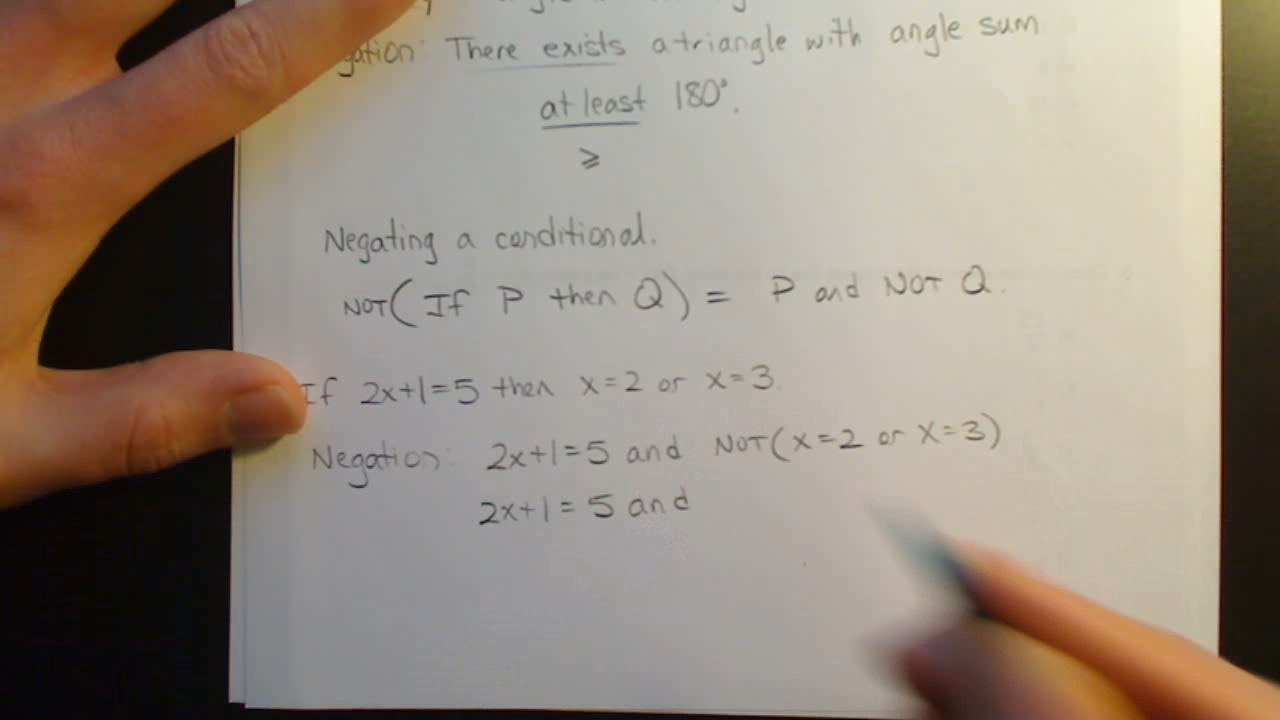 There exists a triangle with angle sum
at least 180°.
≥
Negating a conditional.
NOT(If P then Q) = P and NOT Q.
If 2x+1=5 then x=2 or x=3.
Negation: 2x+1=5 and NOT(x=2 or x=3)
2x+1=5 and